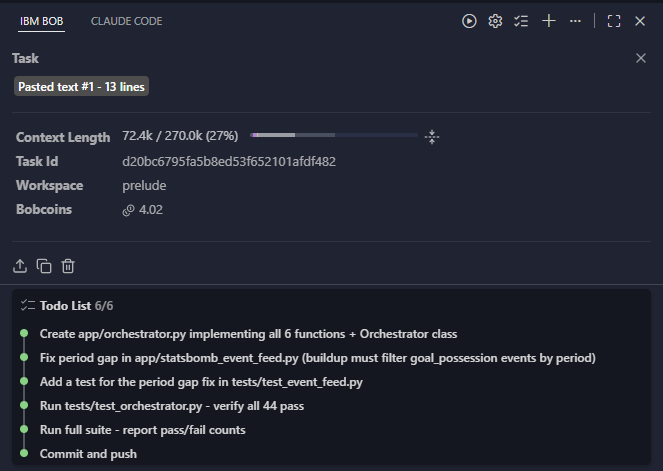 IBM BOB CLAUDE CODE
Task
Pasted text #1 - 13 lines
Context Length 72.4k / 270.0k (27%)
Task Id d20bc6795fa5b8ed53f652101afdf482
Workspace prelude
Bobcoins 4.02
Todo List 6/6
Create app/orchestrator.py implementing all 6 functions + Orchestrator class
Fix period gap in app/statsbomb_event_feed.py (buildup must filter goal_possession events by period)
Add a test for the period gap fix in tests/test_event_feed.py
Run tests/test_orchestrator.py - verify all 44 pass
Run full suite - report pass/fail counts
Commit and push